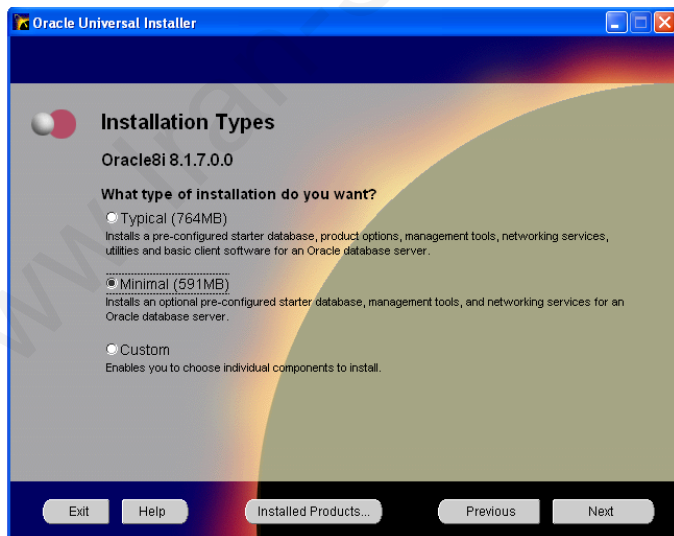 Oracle Universal Installer
Installation Types
Oracle8i 8.1.7.0.0
What type of installation do you want?
Typical (764MB)
Installs a pre-configured starter database, product options, management tools, networking services,
utilities and basic client software for an Oracle database server.
Minimal (591MB)
Installs an optional pre-configured starter database, management tools, and networking services for an
Oracle database server.
Custom
Enables you to choose individual components to install.
Exit
Help
Installed Products...
Previous
Next